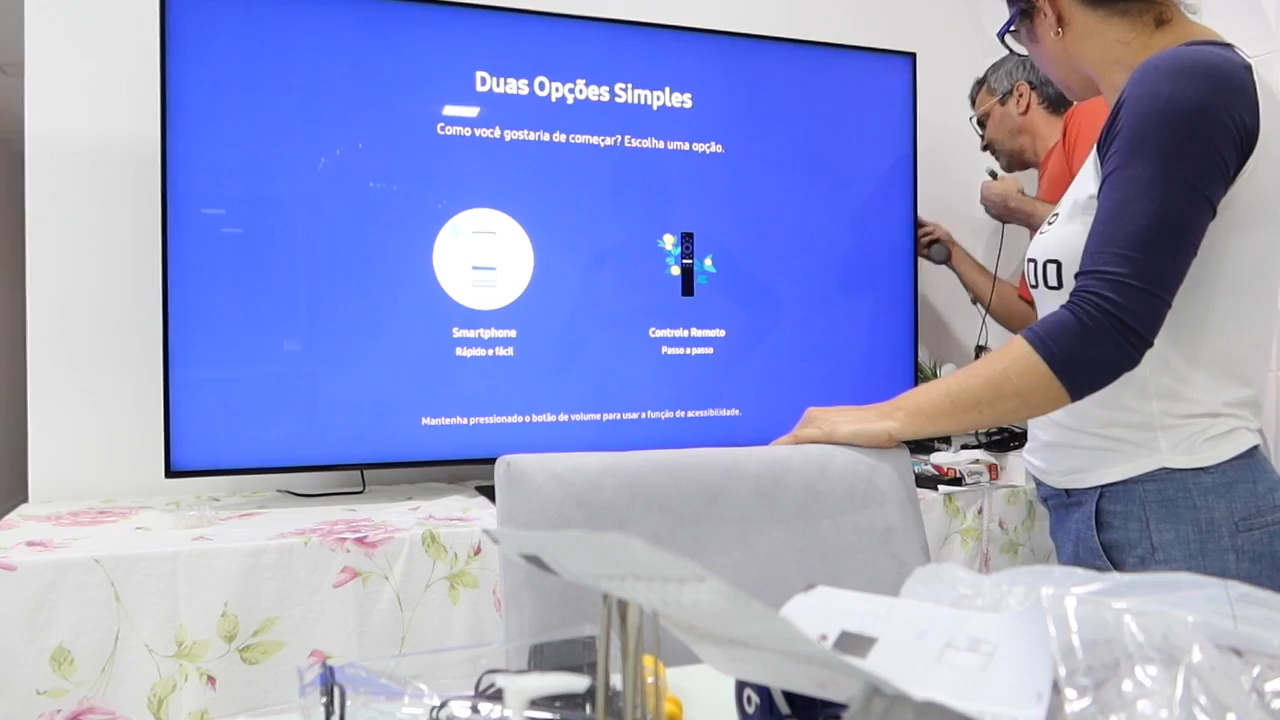 Duas Opções Simples
Como você gostaria de começar? Escolha uma opção.
Smartphone
Rápido e fácil
Controle Remoto
Passo a passo
Mantenha pressionado o botão de volume para usar a função de acessibilidade.